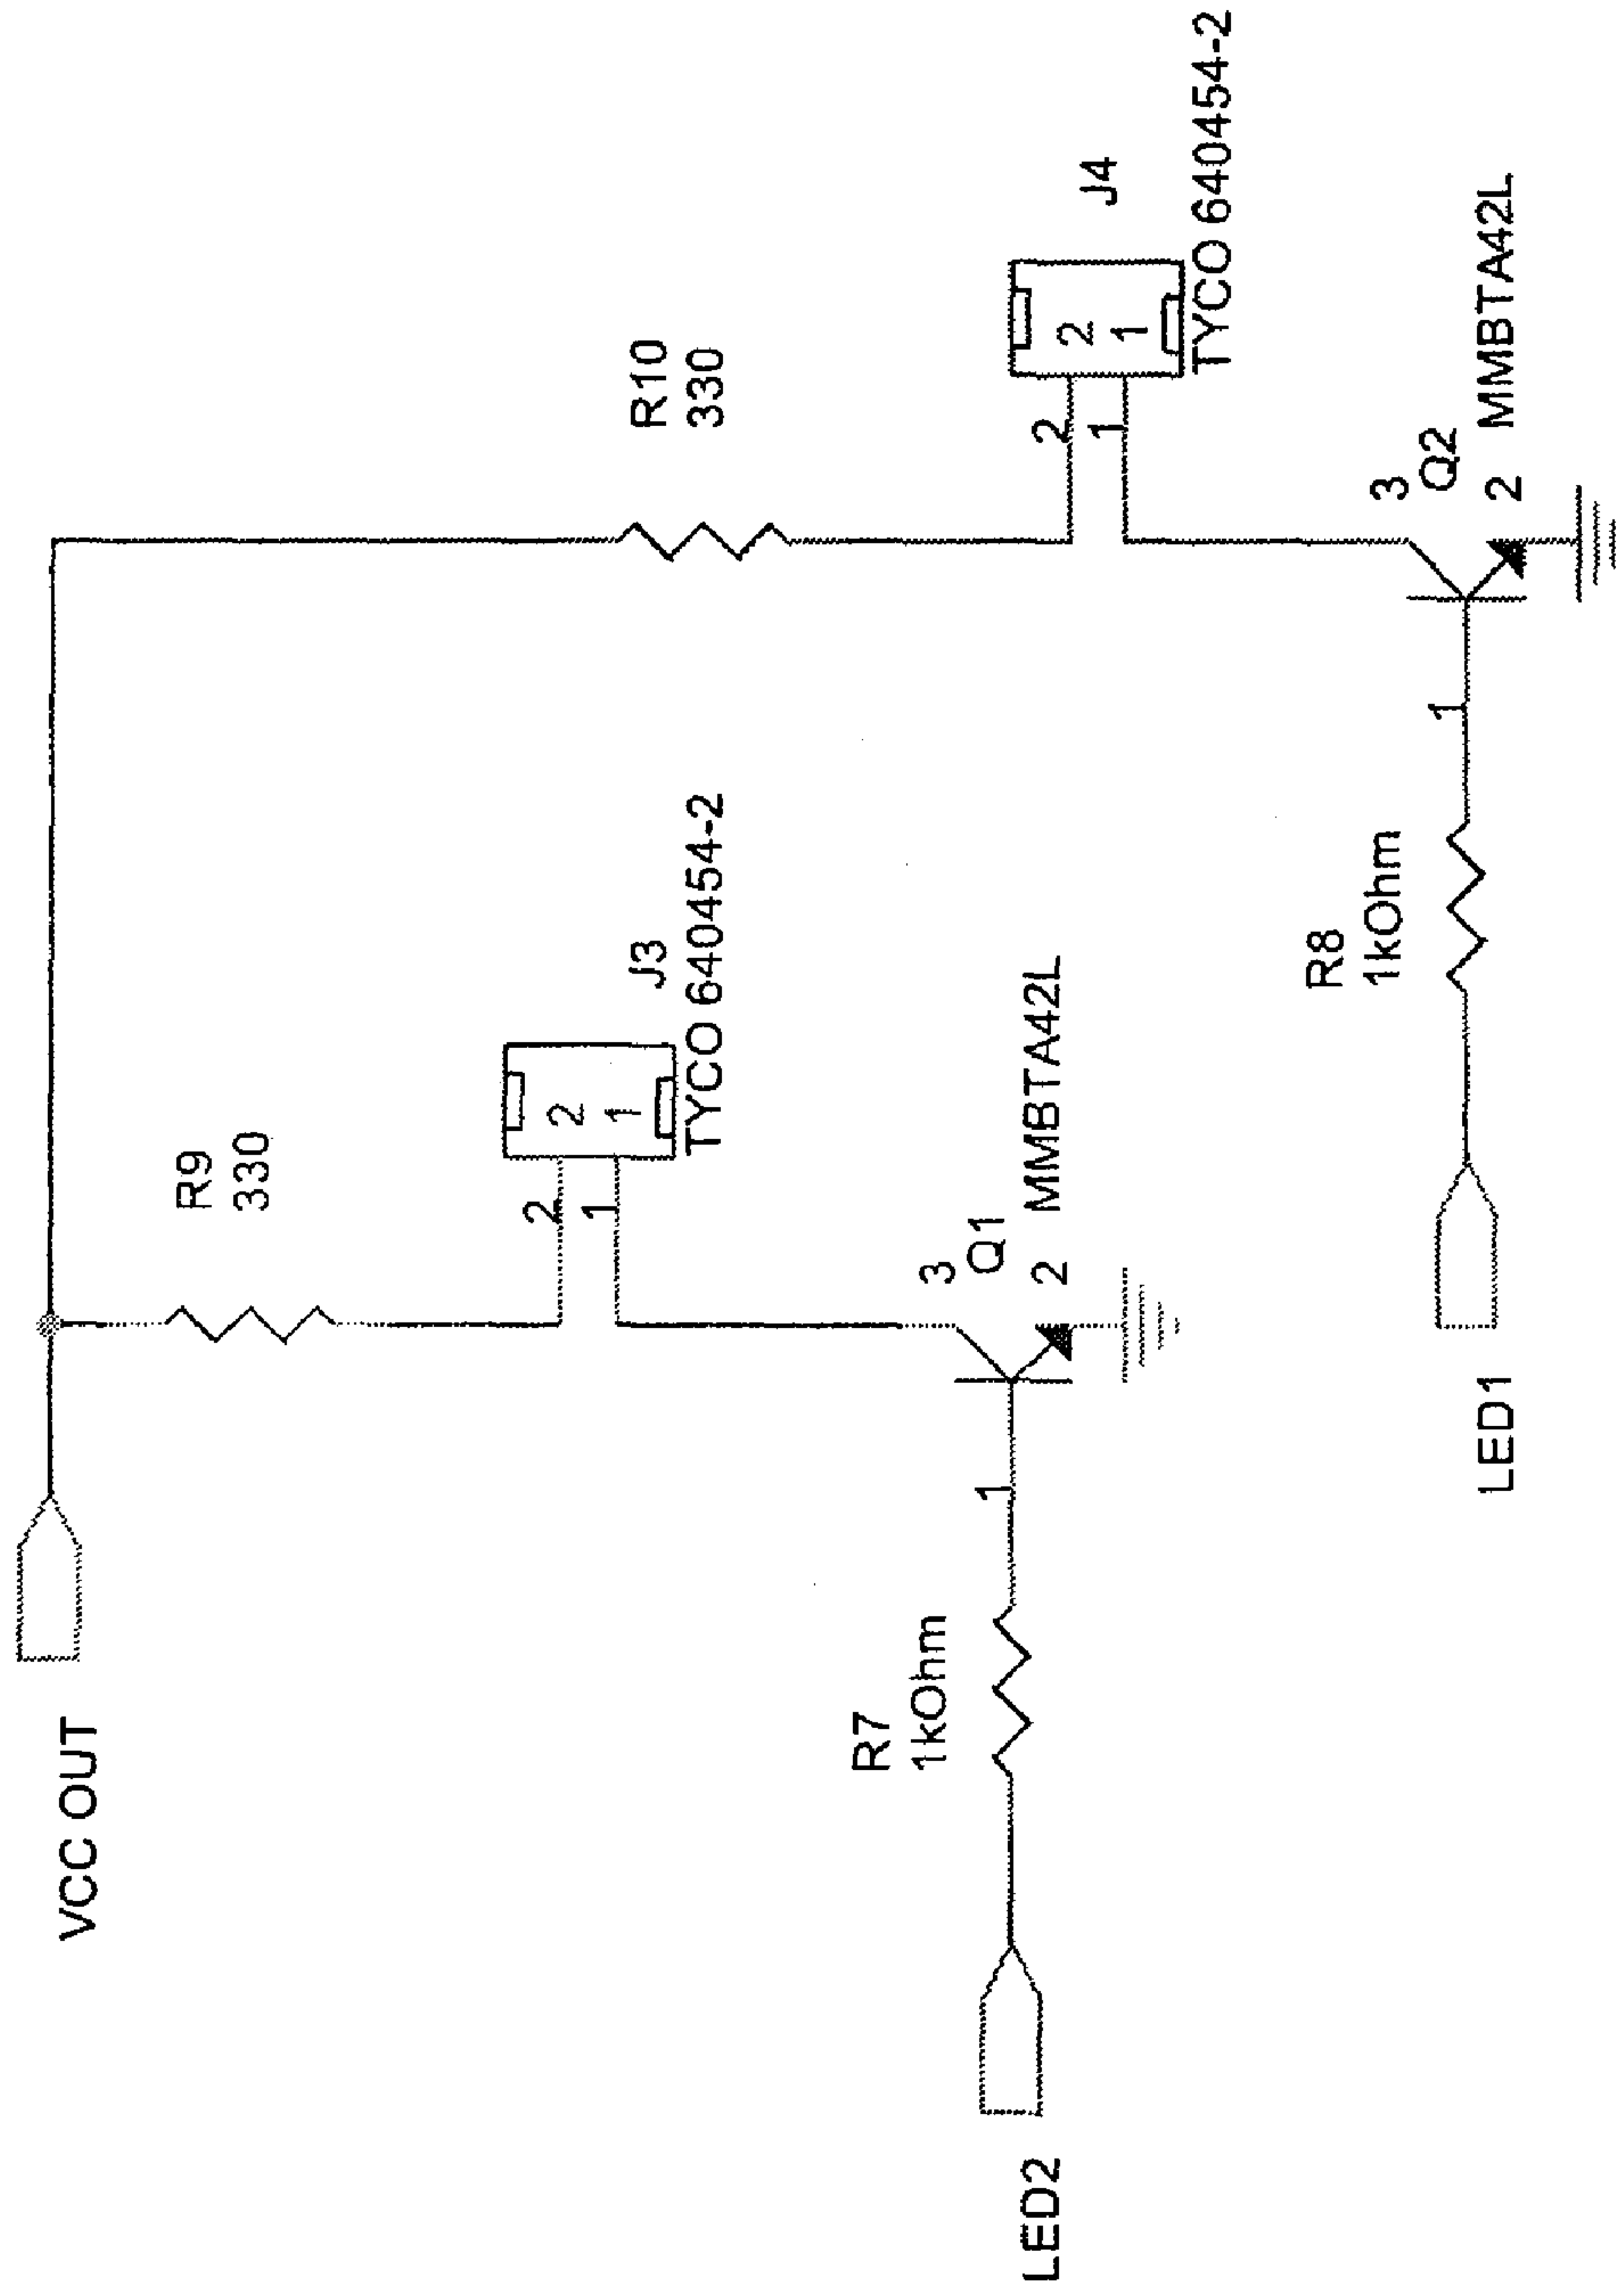 VCC OUT
R9
330
2
1
2
1
J3
TYCO 640454-2
3
Q1
2
MMBTA42L
1
R7
1kOhm
LED2
R10
330
2
1
2
1
J4
TYCO 640454-2
3
Q2
2
MMBTA42L
1
R8
1kOhm
LED1